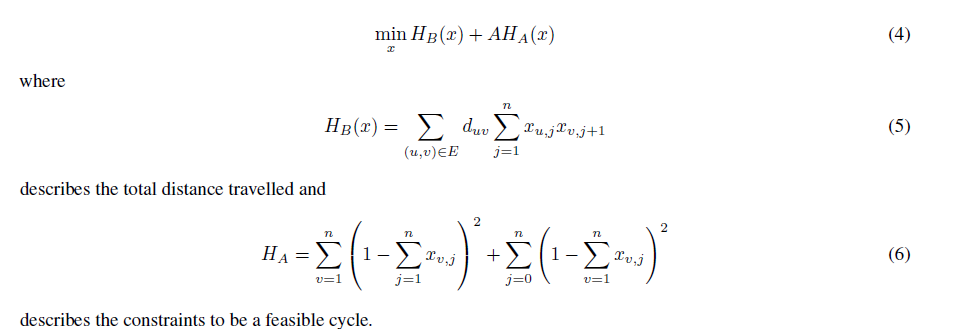 min_x H_B(x) + AH_A(x) (4)
where
H_B(x) = ∑_{(u,v)∈E} d_{uv} ∑_{j=1}^{n} x_{u,j}x_{v,j+1} (5)
describes the total distance travelled and
H_A = ∑_{v=1}^{n} (1 − ∑_{j=1}^{n} x_{v,j})^2 + ∑_{j=0}^{n} (1 − ∑_{v=1}^{n} x_{v,j})^2 (6)
describes the constraints to be a feasible cycle.